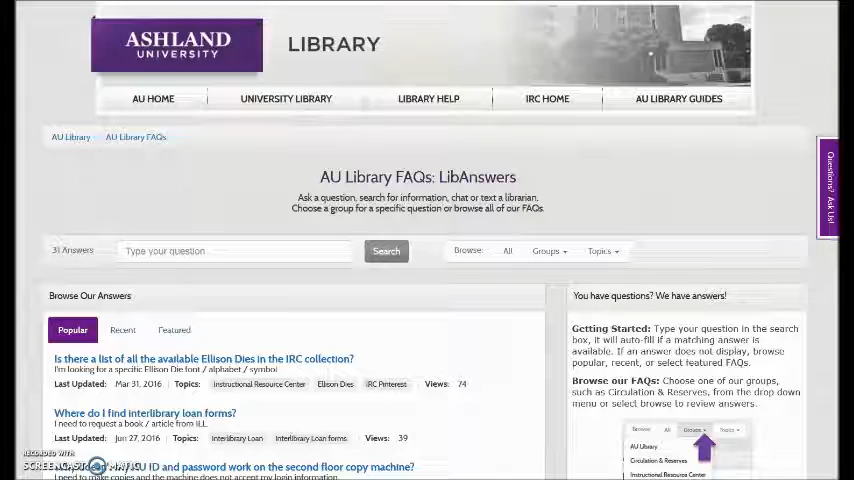 ASHLAND
UNIVERSITY
LIBRARY
AU HOME
UNIVERSITY LIBRARY
LIBRARY HELP
IRC HOME
AU LIBRARY GUIDES
AU Library
AU Library FAQs
Questions? Ask Us!
AU Library FAQs: LibAnswers
Ask a question, search for information, chat or text a librarian.
Choose a group for a specific question or browse all of our FAQs.
31 Answers
Type your question
Search
Browse: All Groups Topics
Browse Our Answers
Popular Recent Featured
Is there a list of all the available Ellison Dies in the IRC collection?
I'm looking for a specific Ellison Die font / alphabet / symbol
Last Updated: Mar 31, 2016 Topics: Instructional Resource Center Ellison Dies IRC Pinterest Views: 74
Where do I find interlibrary loan forms?
I need to request a book / article from ILL
Last Updated: Jun 27, 2016 Topics: Interlibrary Loan Interlibrary Loan forms Views: 39
AU ID and password work on the second floor copy machine?
I need to make copies and the machine does not accept my login information.
You have questions? We have answers!
Getting Started: Type your question in the search
box, it will auto-fill if a matching answer is
available. If an answer does not display, browse
popular, recent, or select featured FAQs.
Browse our FAQs: Choose one of our groups,
such as Circulation & Reserves, from the drop down
menu or select browse to review answers.
Browse: All Groups Topics
AU Library
Circulation & Reserves
Instructional Resource Center
RECORDED WITH
SCREENCAST MATIC